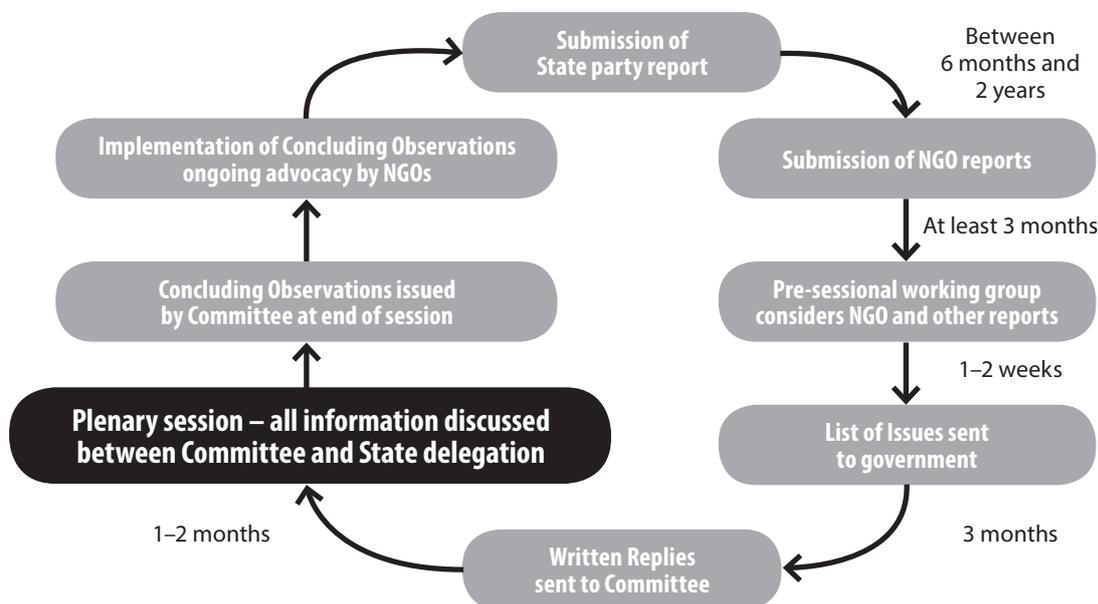 Submission of
State party report
Between
6 months and
2 years
Submission of NGO reports
At least 3 months
Pre-sessional working group
considers NGO and other reports
1–2 weeks
List of Issues sent
to government
3 months
Written Replies
sent to Committee
1–2 months
Plenary session – all information discussed
between Committee and State delegation
Concluding Observations issued
by Committee at end of session
Implementation of Concluding Observations
ongoing advocacy by NGOs